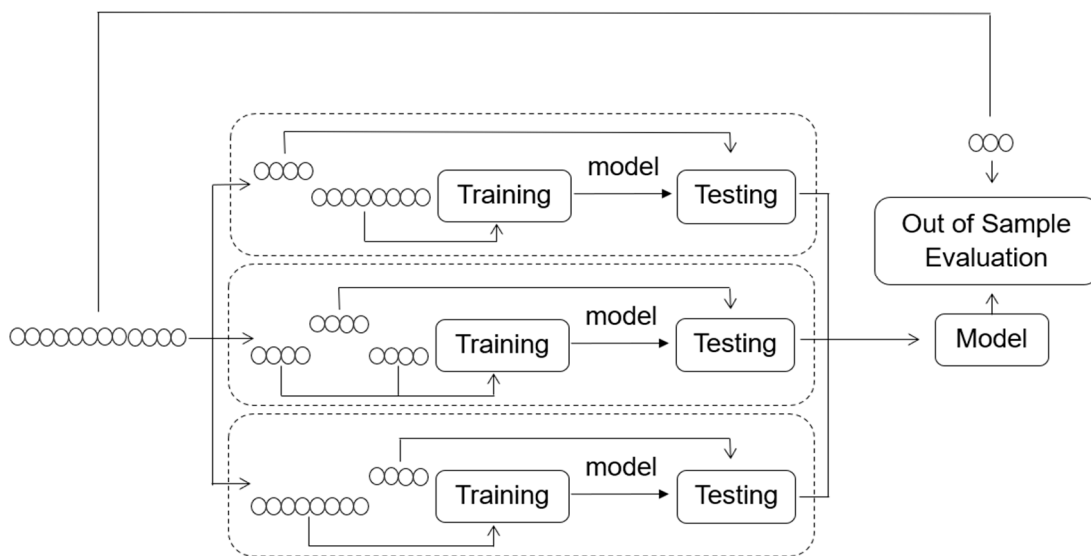 model
Training
Testing
Out of Sample
Evaluation
model
Training
Testing
Model
model
Training
Testing